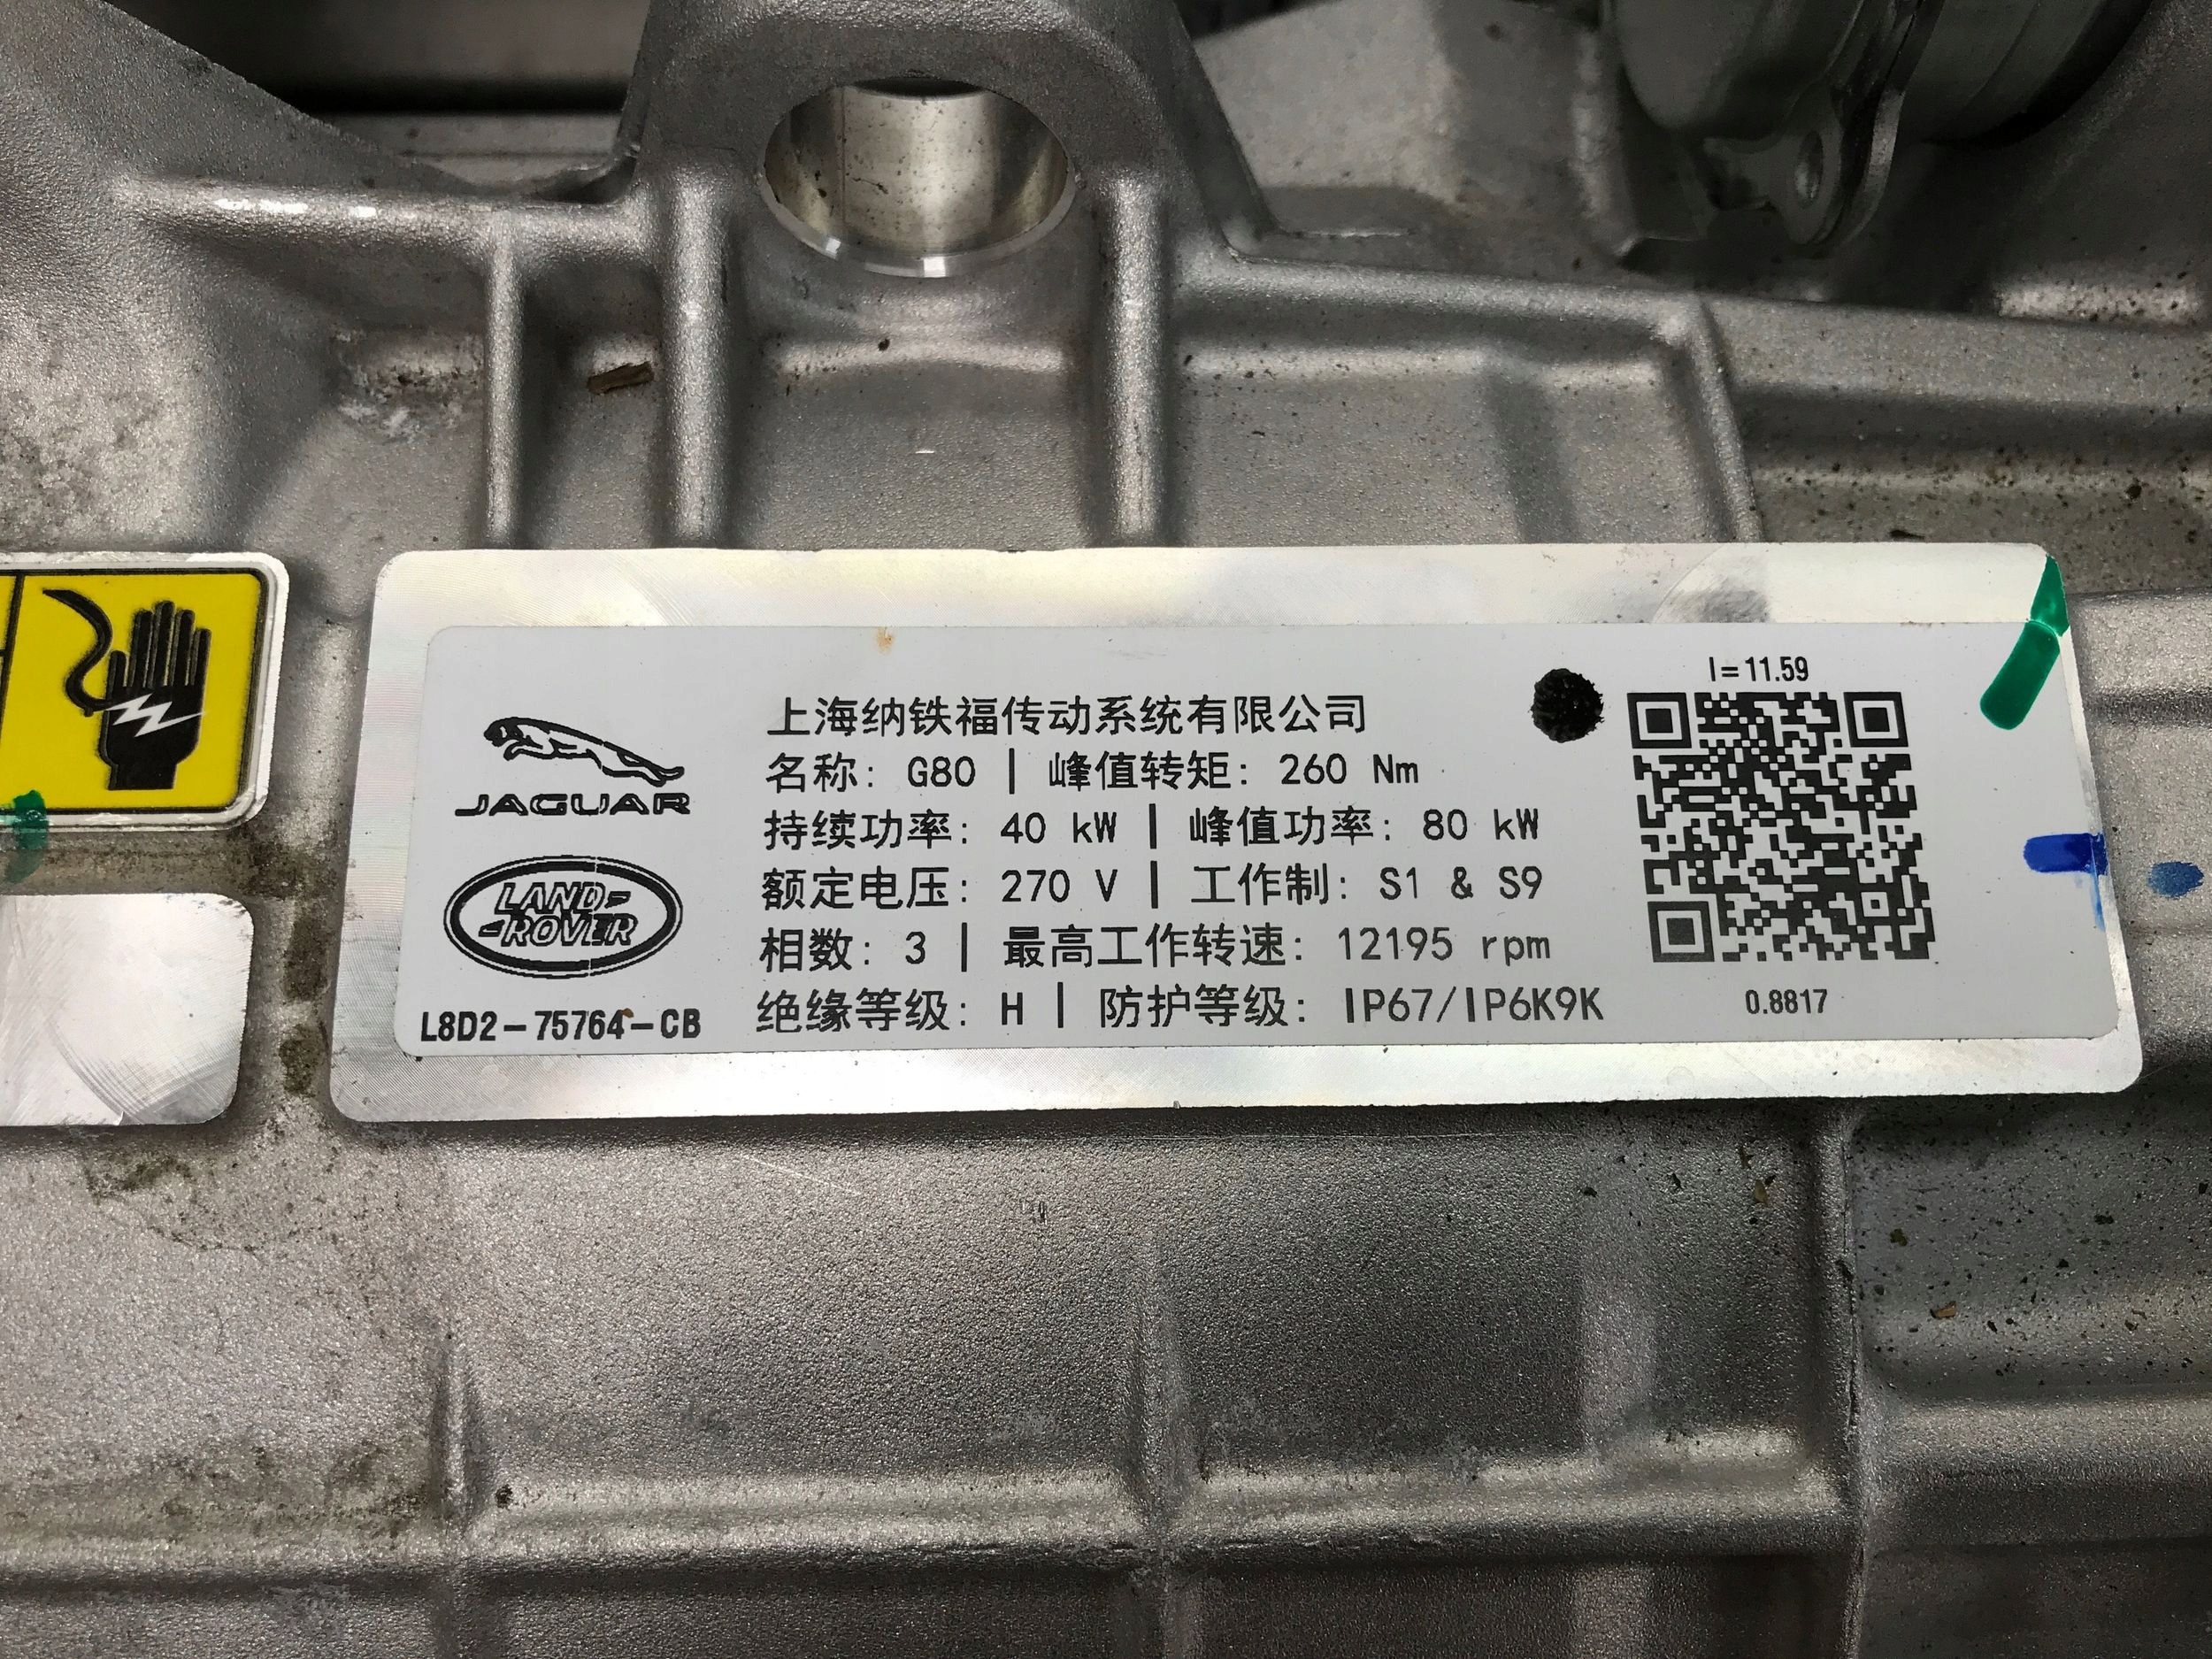 JAGUAR
LAND-
-ROVER
L8D2-75764-CB
上海纳铁福传动系统有限公司
名称: G80 | 峰值转矩: 260 Nm
持续功率: 40 kW | 峰值功率: 80 kW
额定电压: 270 V | 工作制: S1 & S9
相数: 3 | 最高工作转速: 12195 rpm
绝缘等级: H | 防护等级: IP67/IP6K9K
I=11.59
0.8817